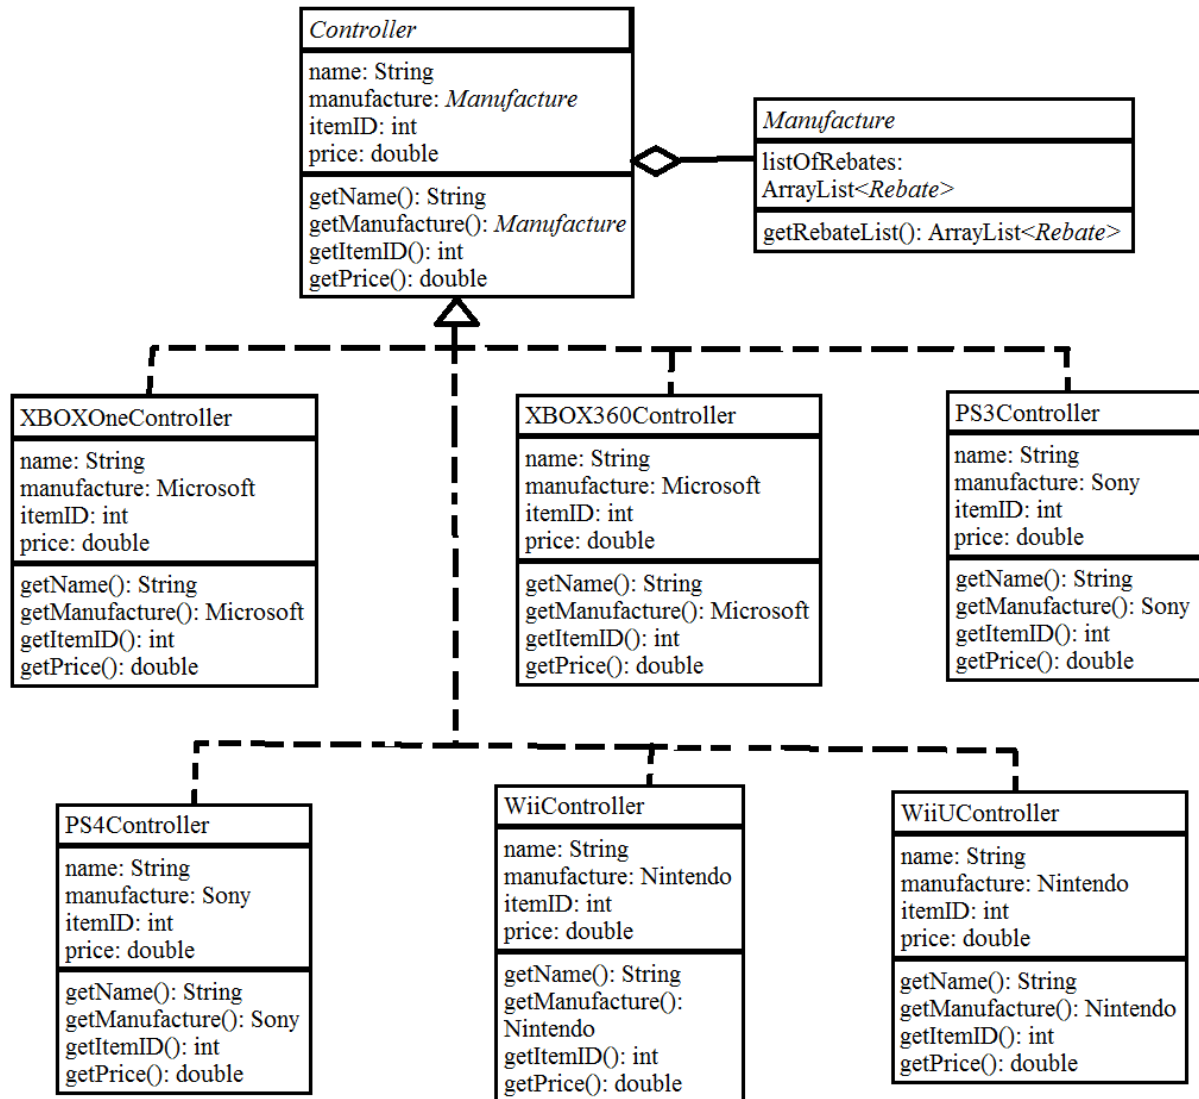 Controller
name: String
manufacture: Manufacture
itemID: int
price: double
getName(): String
getManufacture(): Manufacture
getItemID(): int
getPrice(): double
Manufacture
listOfRebates:
ArrayList<Rebate>
getRebateList(): ArrayList<Rebate>
XBOXOneController
name: String
manufacture: Microsoft
itemID: int
price: double
getName(): String
getManufacture(): Microsoft
getItemID(): int
getPrice(): double
XBOX360Controller
name: String
manufacture: Microsoft
itemID: int
price: double
getName(): String
getManufacture(): Microsoft
getItemID(): int
getPrice(): double
PS3Controller
name: String
manufacture: Sony
itemID: int
price: double
getName(): String
getManufacture(): Sony
getItemID(): int
getPrice(): double
PS4Controller
name: String
manufacture: Sony
itemID: int
price: double
getName(): String
getManufacture(): Sony
getItemID(): int
getPrice(): double
WiiController
name: String
manufacture: Nintendo
itemID: int
price: double
getName(): String
getManufacture():
Nintendo
getItemID(): int
getPrice(): double
WiiUController
name: String
manufacture: Nintendo
itemID: int
price: double
getName(): String
getManufacture(): Nintendo
getItemID(): int
getPrice(): double